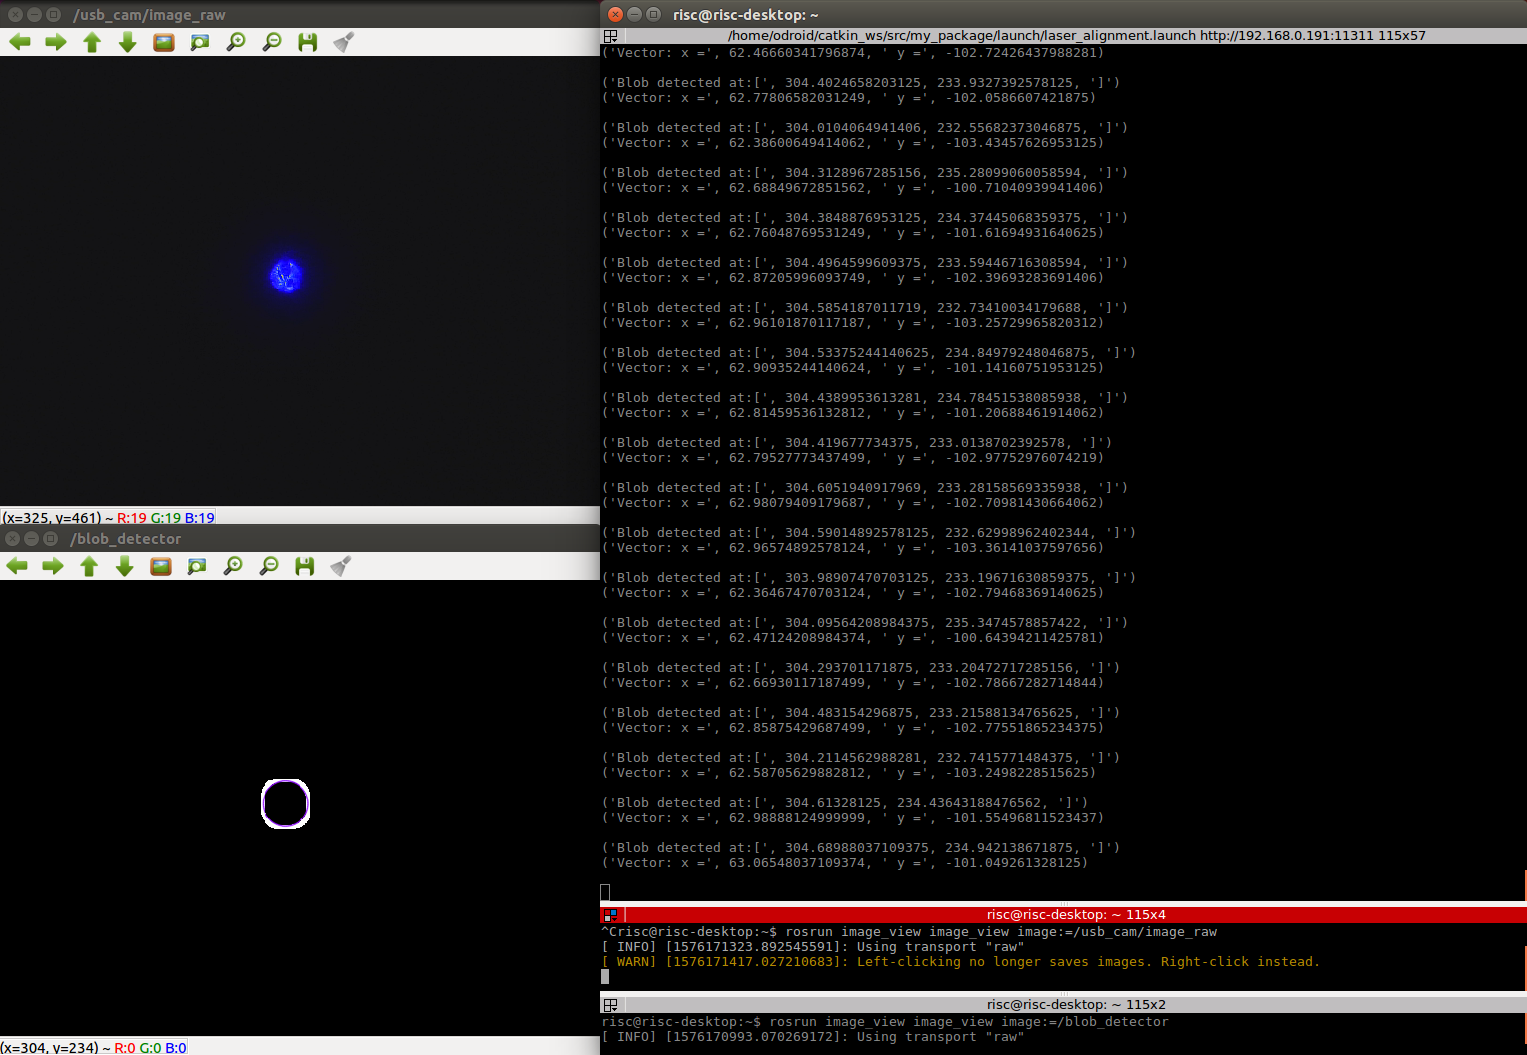 /usb_cam/image_raw
(x=325, y=461) ~ R:19 G:19 B:19
/blob_detector
(x=304, y=234) ~ R:0 G:0 B:0
risc@risc-desktop: ~
/home/odroid/catkin_ws/src/my_package/launch/laser_alignment.launch http://192.168.0.191:11311 115x57
('Vector: x =', 62.46660341796874, ' y =', -102.72426437988281)
('Blob detected at:[', 304.4024658203125, 233.9327392578125, ']')
('Vector: x =', 62.77806582031249, ' y =', -102.0586607421875)
('Blob detected at:[', 304.0104064941406, 232.55682373046875, ']')
('Vector: x =', 62.38600649414062, ' y =', -103.43457626953125)
('Blob detected at:[', 304.3128967285156, 235.28099060058594, ']')
('Vector: x =', 62.68849672851562, ' y =', -100.71040939941406)
('Blob detected at:[', 304.3848876953125, 234.37445068359375, ']')
('Vector: x =', 62.76048769531249, ' y =', -101.61694931640625)
('Blob detected at:[', 304.4964599609375, 233.59446716308594, ']')
('Vector: x =', 62.87205996093749, ' y =', -102.39693283691406)
('Blob detected at:[', 304.5854187011719, 232.73410034179688, ']')
('Vector: x =', 62.96101870117187, ' y =', -103.25729965820312)
('Blob detected at:[', 304.53375244140625, 234.84979248046875, ']')
('Vector: x =', 62.90935244140624, ' y =', -101.14160751953125)
('Blob detected at:[', 304.4389953613281, 234.78451538085938, ']')
('Vector: x =', 62.81459536132812, ' y =', -101.20688461914062)
('Blob detected at:[', 304.419677734375, 233.0138702392578, ']')
('Vector: x =', 62.79527773437499, ' y =', -102.97752976074219)
('Blob detected at:[', 304.6051940917969, 233.28158569335938, ']')
('Vector: x =', 62.98079409179687, ' y =', -102.70981430664062)
('Blob detected at:[', 304.59014892578125, 232.62998962402344, ']')
('Vector: x =', 62.96574892578124, ' y =', -103.36141037597656)
('Blob detected at:[', 303.98907470703125, 233.19671630859375, ']')
('Vector: x =', 62.36467470703124, ' y =', -102.79468369140625)
('Blob detected at:[', 304.09564208984375, 235.3474578857422, ']')
('Vector: x =', 62.47124208984374, ' y =', -100.64394211425781)
('Blob detected at:[', 304.293701171875, 233.20472717285156, ']')
('Vector: x =', 62.66930117187499, ' y =', -102.78667282714844)
('Blob detected at:[', 304.483154296875, 233.21588134765625, ']')
('Vector: x =', 62.85875429687499, ' y =', -102.77551865234375)
('Blob detected at:[', 304.2114562988281, 232.7415771484375, ']')
('Vector: x =', 62.58705629882812, ' y =', -103.2498228515625)
('Blob detected at:[', 304.61328125, 234.43643188476562, ']')
('Vector: x =', 62.98888124999999, ' y =', -101.55496811523437)
('Blob detected at:[', 304.68988037109375, 234.942138671875, ']')
('Vector: x =', 63.06548037109374, ' y =', -101.049261328125)
risc@risc-desktop: ~ 115x4
^Crisc@risc-desktop:~$ rosrun image_view image_view image:=/usb_cam/image_raw
[ INFO] [1576171323.892545591]: Using transport "raw"
[ WARN] [1576171417.027210683]: Left-clicking no longer saves images. Right-click instead.
risc@risc-desktop: ~ 115x2
risc@risc-desktop:~$ rosrun image_view image_view image:=/blob_detector
[ INFO] [1576170993.070269172]: Using transport "raw"